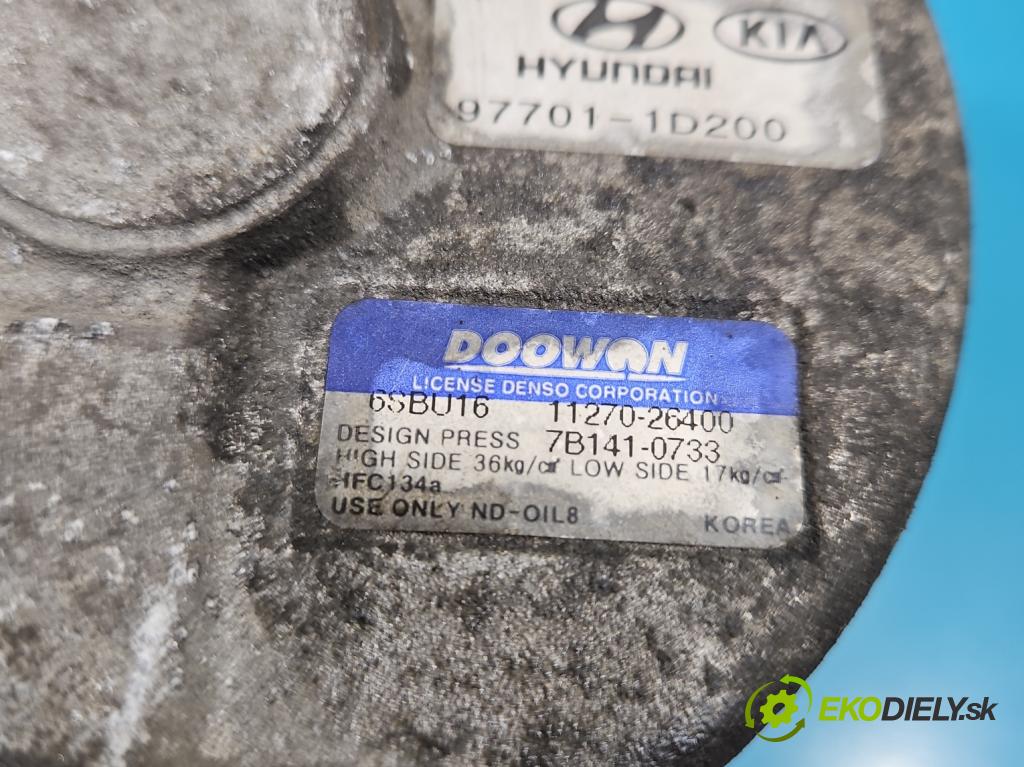 KIA
HYUNDAI
97701-1D200
DOOWON
LICENSE DENSO CORPORATION
6SBU16 11270-26400
DESIGN PRESS 7B141-0733
HIGH SIDE 36kg/㎠ LOW SIDE 17kg/㎠
HFC134a
USE ONLY ND-OIL8 KOREA
EKODIELY.sk